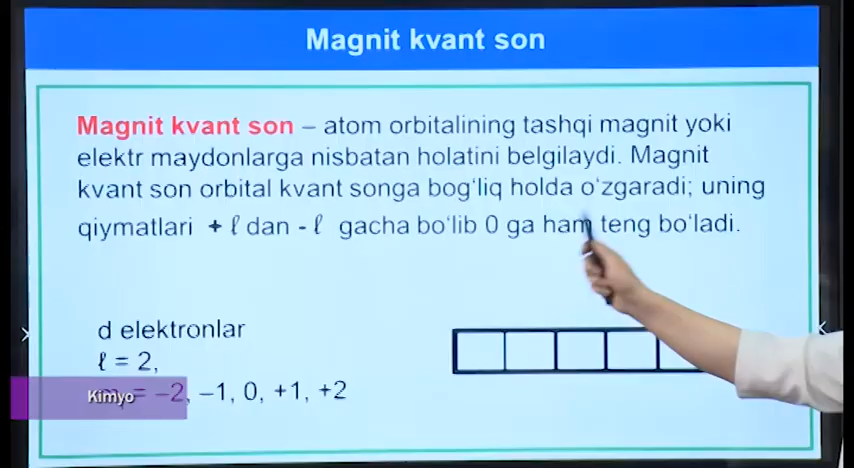 Magnit kvant son
Magnit kvant son – atom orbitalining tashqi magnit yoki
elektr maydonlarga nisbatan holatini belgilaydi. Magnit
kvant son orbital kvant songa bog‘liq holda o‘zgaradi; uning
qiymatlari + ℓ dan - ℓ gacha bo‘lib 0 ga ham teng bo‘ladi.
d elektronlar
ℓ = 2,
= –2, –1, 0, +1, +2
Kimyo